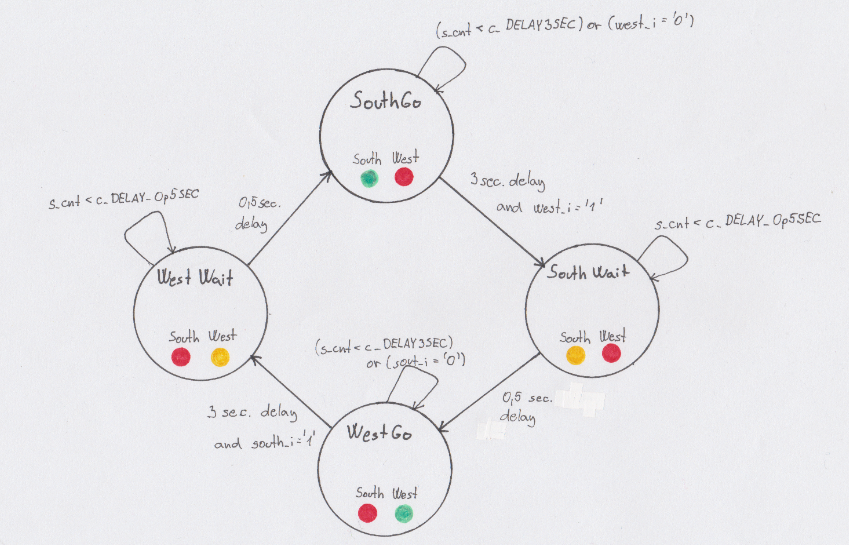 (s_cnt < c_DELAY3SEC) or (west_i = '0')
SouthGo
South West
3 sec. delay
and west_i = '1'
s_cnt < c_DELAY_0p5SEC
0,5 sec.
delay
s_cnt < c_DELAY_0p5SEC
West Wait
South West
South Wait
South West
(s_cnt < c_DELAY3SEC)
or (sout_i = '0')
0,5 sec.
delay
3 sec. delay
and south_i = '1'
WestGo
South West